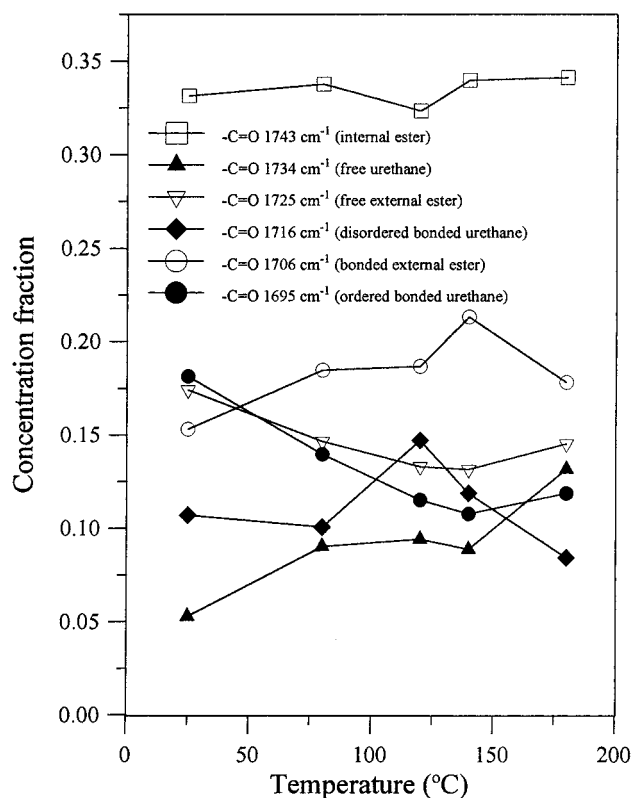 0.35
0.30
0.25
0.20
0.15
0.10
0.05
0.00
Concentration fraction
-C=O 1743 cm⁻¹ (internal ester)
-C=O 1734 cm⁻¹ (free urethane)
-C=O 1725 cm⁻¹ (free external ester)
-C=O 1716 cm⁻¹ (disordered bonded urethane)
-C=O 1706 cm⁻¹ (bonded external ester)
-C=O 1695 cm⁻¹ (ordered bonded urethane)
0 50 100 150 200
Temperature (°C)